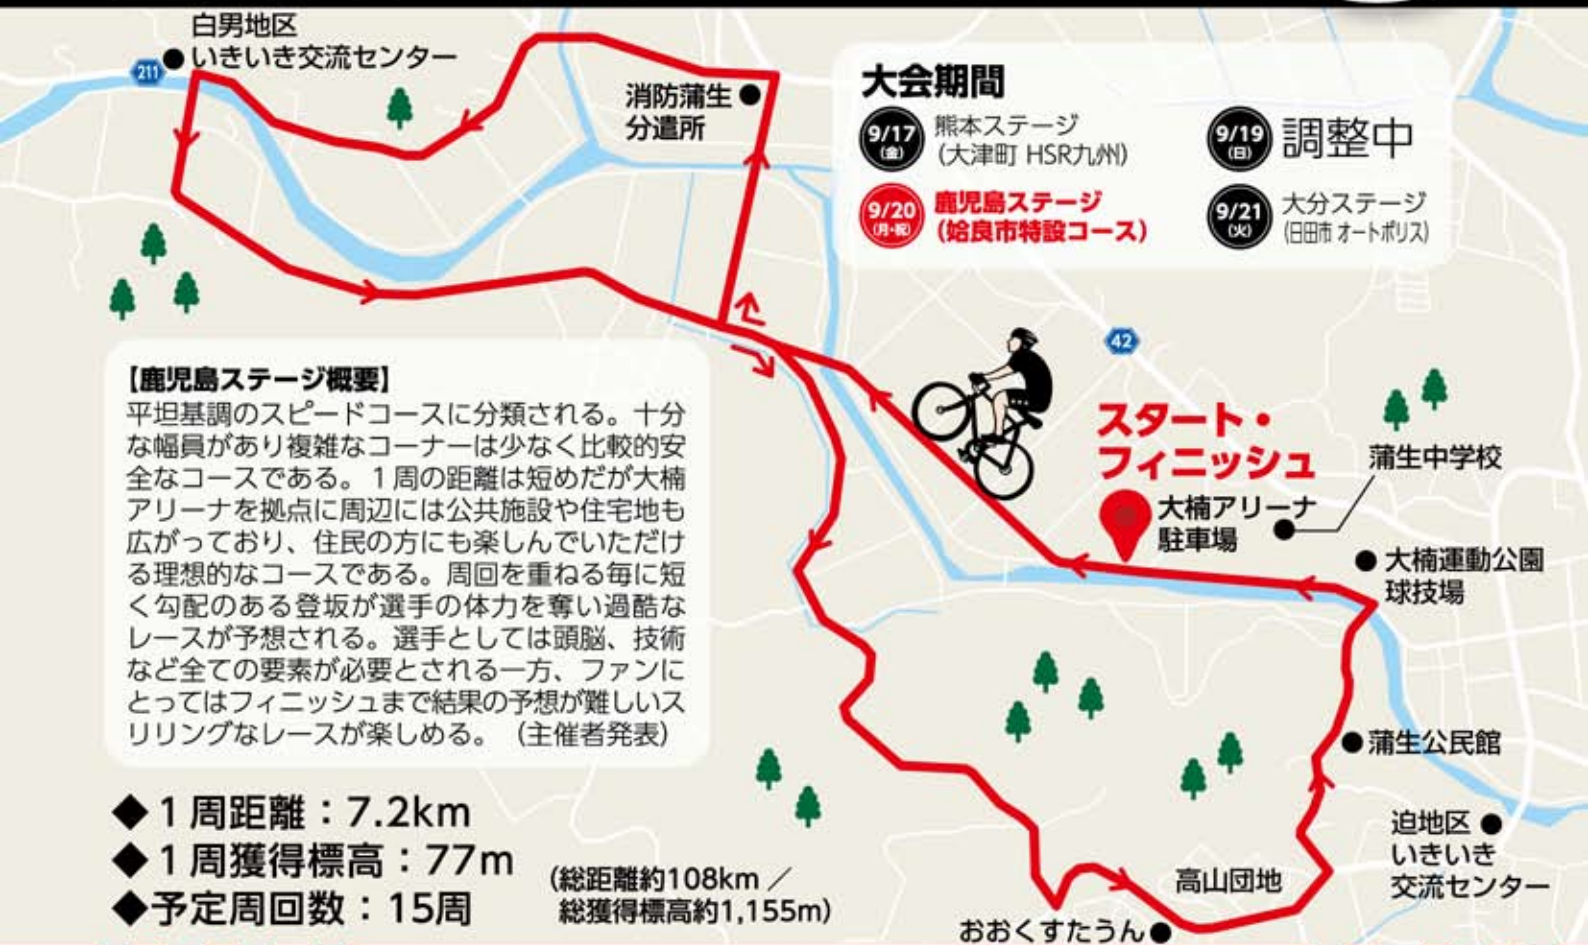 白男地区
いきいき交流センター
211
消防蒲生
分遣所
大会期間
9/17
(金)
熊本ステージ
(大津町 HSR九州)
9/19
(日)
調整中
9/20
(月・祝)
鹿児島ステージ
(姶良市特設コース)
9/21
(火)
大分ステージ
(日田市 オートポリス)
42
【鹿児島ステージ概要】
平坦基調のスピードコースに分類される。十分
な幅員があり複雑なコーナーは少なく比較的安
全なコースである。1周の距離は短めだが大楠
アリーナを拠点に周辺には公共施設や住宅地も
広がっており、住民の方にも楽しんでいただけ
る理想的なコースである。周回を重ねる毎に短
く勾配のある登坂が選手の体力を奪い過酷な
レースが予想される。選手としては頭脳、技術
など全ての要素が必要とされる一方、ファンに
とってはフィニッシュまで結果の予想が難しいス
リリングなレースが楽しめる。（主催者発表）
スタート・
フィニッシュ
大楠アリーナ
駐車場
蒲生中学校
大楠運動公園
球技場
蒲生公民館
迫地区
いきいき
交流センター
高山団地
おおくすたうん
◆1周距離：7.2km
◆1周獲得標高：77m
◆予定周回数：15周
(総距離約108km／
総獲得標高約1,155m)